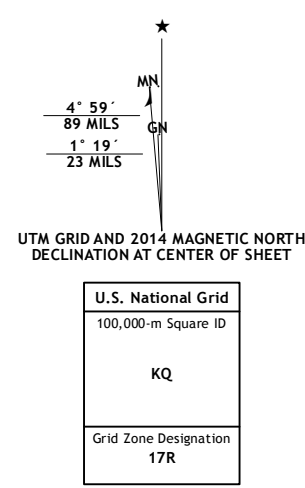 ★
MN
4° 59´
89 MILS
GN
1° 19´
23 MILS
UTM GRID AND 2014 MAGNETIC NORTH
DECLINATION AT CENTER OF SHEET
U.S. National Grid
100,000-m Square ID
KQ
Grid Zone Designation
17R